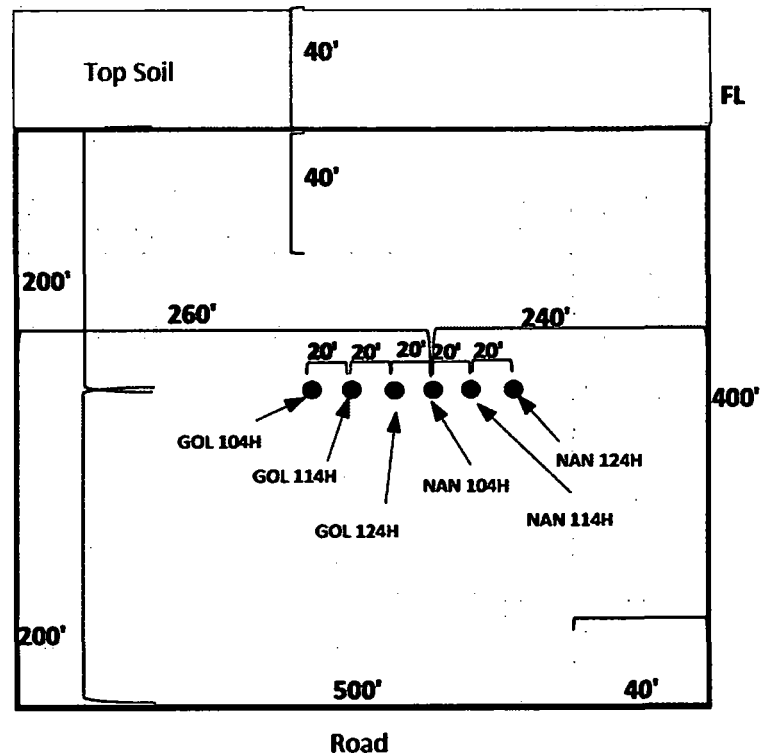 40'
Top Soil
FL
40'
200'
260'
240'
20' 20' 20' 20' 20'
400'
GOL 104H
NAN 124H
GOL 114H
NAN 104H
NAN 114H
GOL 124H
200'
500'
40'
Road